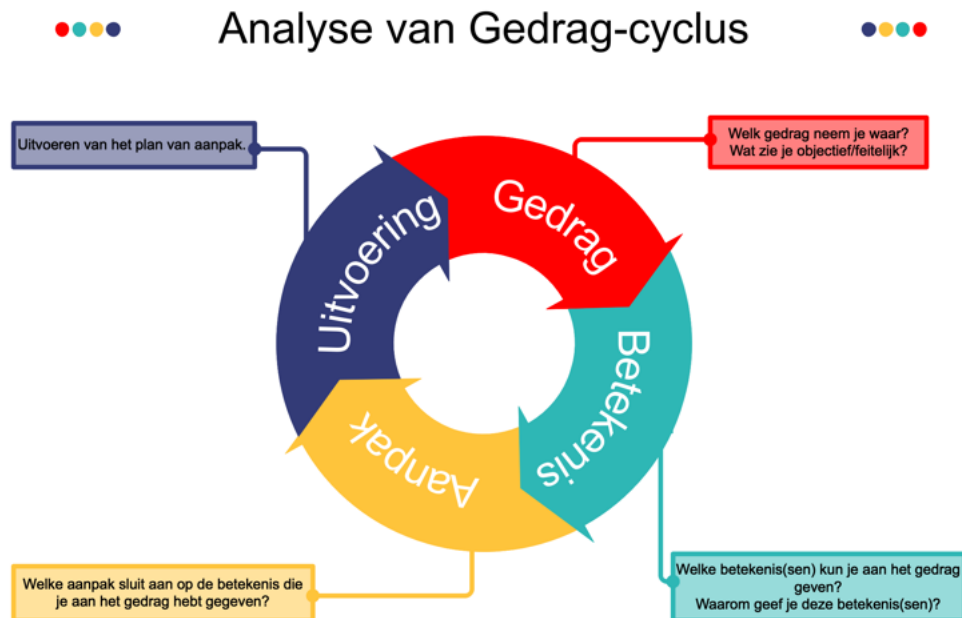 Analyse van Gedrag-cyclus
Uitvoeren van het plan van aanpak.
Welk gedrag neem je waar?
Wat zie je objectief/feitelijk?
Gedrag
Betekenis
Aanpak
Uitvoering
Welke aanpak sluit aan op de betekenis die
je aan het gedrag hebt gegeven?
Welke betekenis(sen) kun je aan het gedrag
geven?
Waarom geef je deze betekenis(sen)?